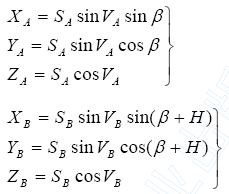 X_A = S_A sin V_A sin β
Y_A = S_A sin V_A cos β
Z_A = S_A cos V_A
X_B = S_B sin V_B sin(β + H)
Y_B = S_B sin V_B cos(β + H)
Z_B = S_B cos V_B